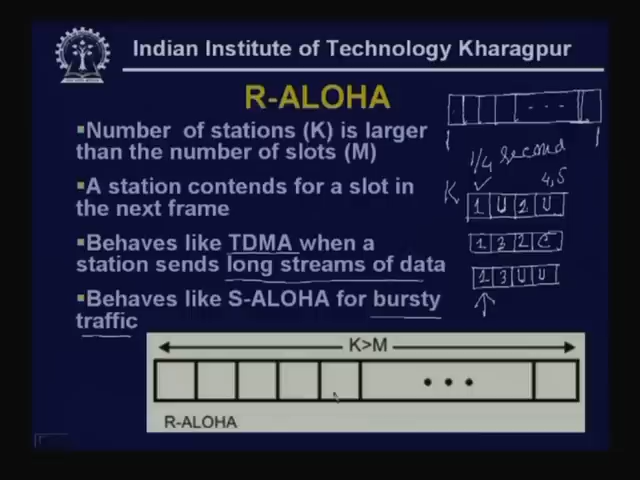 Indian Institute of Technology Kharagpur
R-ALOHA
▪Number of stations (K) is larger
than the number of slots (M)
▪A station contends for a slot in
the next frame
▪Behaves like TDMA when a
station sends long streams of data
▪Behaves like S-ALOHA for bursty
traffic
1/4 second
K ✓ 4,5
1 U 2 U
1 3 2 C
1 3 U U
K>M
R-ALOHA